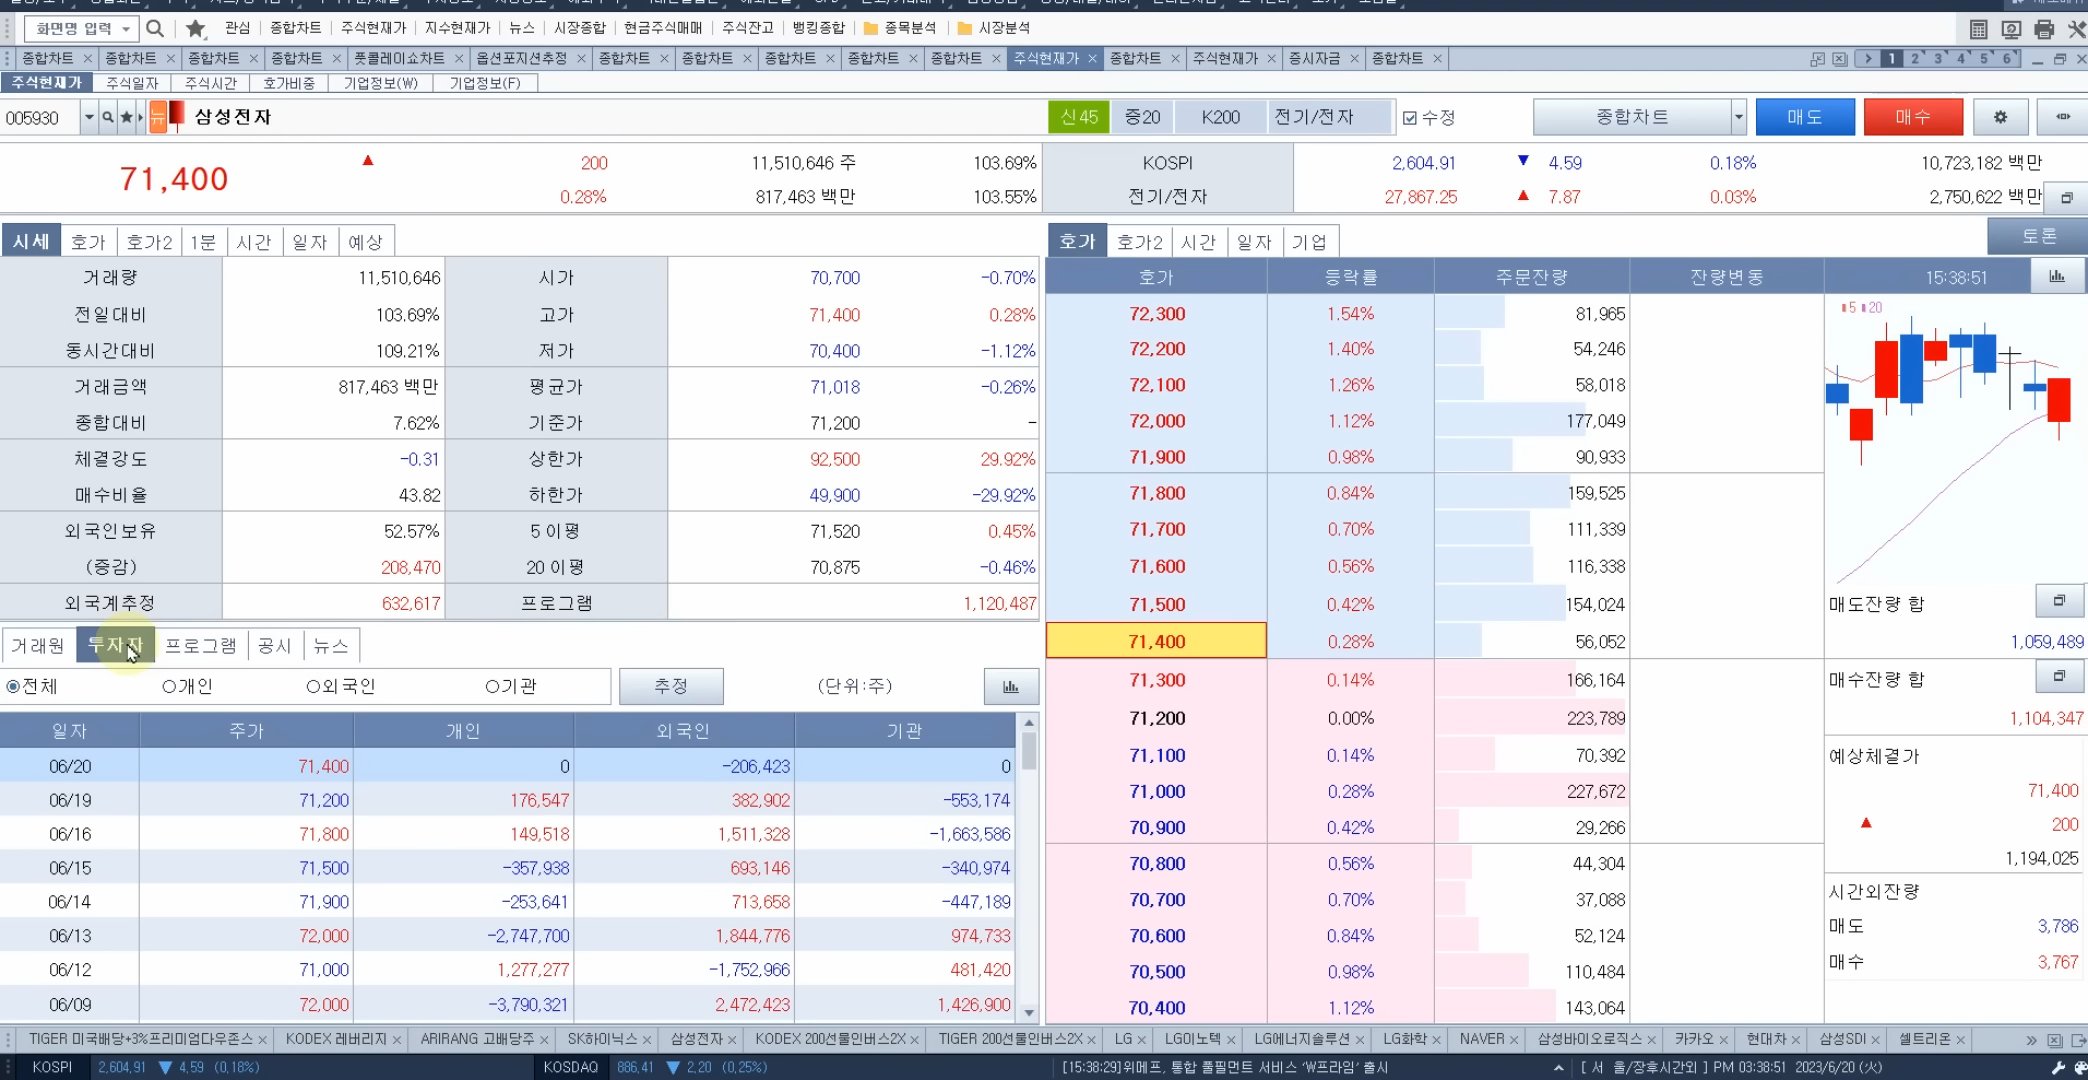 화면명 입력 관심 종합차트 주식현재가 지수현재가 뉴스 시장종합 현금주식매매 주식잔고 뱅킹종합 종목분석 시장분석
종합차트 × 종합차트 × 종합차트 × 종합차트 × 풋콜레이쇼차트 × 옵션포지션추정 × 종합차트 × 종합차트 × 종합차트 × 종합차트 × 종합차트 × 주식현재가 × 종합차트 × 주식현재가 × 증시자금 × 종합차트 × 1 2 3 4 5 6
주식현재가 주식일자 주식시간 호가비중 기업정보(W) 기업정보(F)
005930 뉴 삼성전자 신45 증20 K200 전기/전자 수정 종합차트 매도 매수
71,400 ▲ 200 11,510,646 주 103.69% KOSPI 2,604.91 ▼ 4.59 0.18% 10,723,182 백만
0.28% 817,463 백만 103.55% 전기/전자 27,867.25 ▲ 7.87 0.03% 2,750,622 백만
시세 호가 호가2 1분 시간 일자 예상
거래량 11,510,646 시가 70,700 -0.70%
전일대비 103.69% 고가 71,400 0.28%
동시간대비 109.21% 저가 70,400 -1.12%
거래금액 817,463 백만 평균가 71,018 -0.26%
종합대비 7.62% 기준가 71,200 -
체결강도 -0.31 상한가 92,500 29.92%
매수비율 43.82 하한가 49,900 -29.92%
외국인보유 52.57% 5 이평 71,520 0.45%
(증감) 208,470 20 이평 70,875 -0.46%
외국계추정 632,617 프로그램 1,120,487
거래원 투자자 프로그램 공시 뉴스
전체 개인 외국인 기관 추정 (단위:주)
일자 주가 개인 외국인 기관
06/20 71,400 0 -206,423 0
06/19 71,200 176,547 382,902 -553,174
06/16 71,800 149,518 1,511,328 -1,663,586
06/15 71,500 -357,938 693,146 -340,974
06/14 71,900 -253,641 713,658 -447,189
06/13 72,000 -2,747,700 1,844,776 974,733
06/12 71,000 1,277,277 -1,752,966 481,420
06/09 72,000 -3,790,321 2,472,423 1,426,900
호가 호가2 시간 일자 기업 토론
호가 등락률 주문잔량 잔량변동 15:38:51
72,300 1.54% 81,965
72,200 1.40% 54,246
72,100 1.26% 58,018
72,000 1.12% 177,049
71,900 0.98% 90,933
71,800 0.84% 159,525
71,700 0.70% 111,339
71,600 0.56% 116,338
71,500 0.42% 154,024
71,400 0.28% 56,052
71,300 0.14% 166,164
71,200 0.00% 223,789
71,100 0.14% 70,392
71,000 0.28% 227,672
70,900 0.42% 29,266
70,800 0.56% 44,304
70,700 0.70% 37,088
70,600 0.84% 52,124
70,500 0.98% 110,484
70,400 1.12% 143,064
5 20
매도잔량 합
1,059,489
매수잔량 합
1,104,347
예상체결가
71,400
▲ 200
1,194,025
시간외잔량
매도 3,786
매수 3,767
TIGER 미국배당+3%프리미엄다우존스 × KODEX 레버리지 × ARIRANG 고배당주 × SK하이닉스 × 삼성전자 × KODEX 200선물인버스2X × TIGER 200선물인버스2X × LG × LG이노텍 × LG에너지솔루션 × LG화학 × NAVER × 삼성바이오로직스 × 카카오 × 현대차 × 삼성SDI × 셀트리온 ×
KOSPI 2,604.91 ▼ 4.59 (0.18%) KOSDAQ 886.41 ▼ 2.20 (0.25%) [15:38:29]위메프, 통합 풀필먼트 서비스 'W프라임' 출시 [ 서 울/장후시간외 ] PM 03:38:51 2023/6/20 (火)